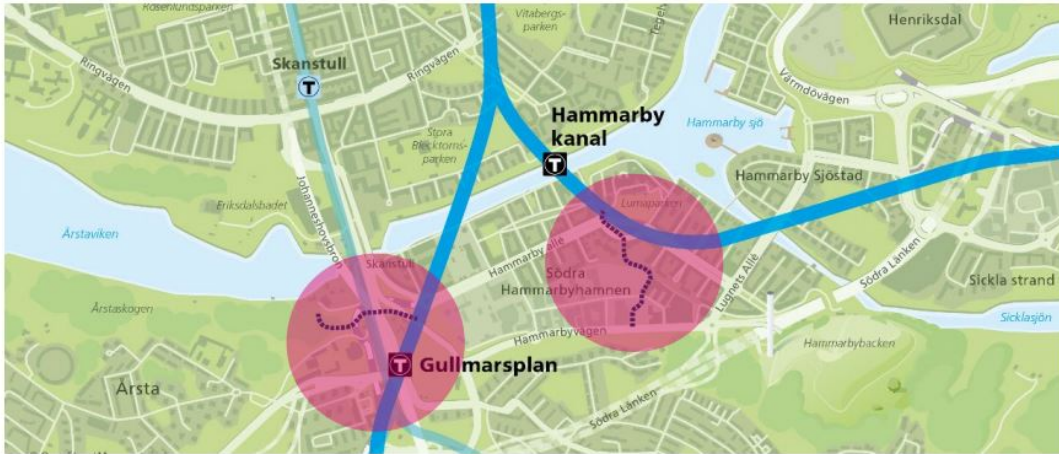 Rosenlundsparken
Vitabergs-
parken
Henriksdal
Ringvägen
Skanstull
T
Ringvägen
Värmdövägen
Hammarby
kanal
T
Hammarby sjö
Stora
Blecktorns-
parken
Hammarby Sjöstad
Johanneshovsbron
Eriksdalsbadet
Lumaparken
Årstaviken
Skanstull
Hammarby allé
Södra
Hammarbyhamnen
Lugnets Allé
Södra Länken
Sickla strand
Årstaskogen
Hammarbyvägen
Sicklasjön
Hammarbybacken
T
Gullmarsplan
Årsta
Södra Länken